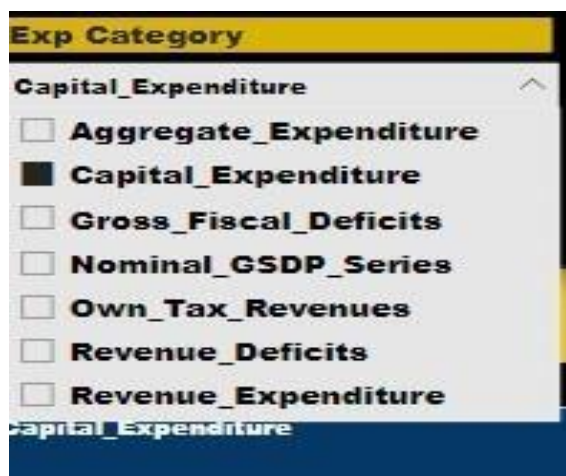 Exp Category
Capital_Expenditure
Aggregate_Expenditure
Capital_Expenditure
Gross_Fiscal_Deficits
Nominal_GSDP_Series
Own_Tax_Revenues
Revenue_Deficits
Revenue_Expenditure
Capital_Expenditure